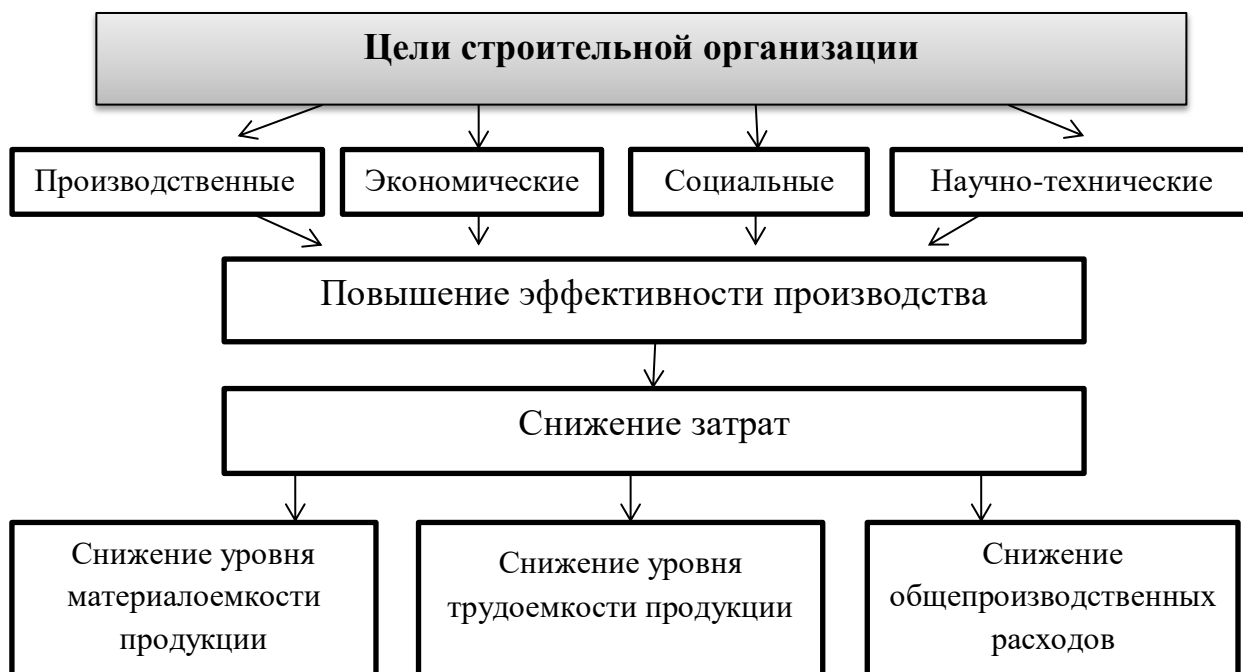 Цели строительной организации
Производственные
Экономические
Социальные
Научно-технические
Повышение эффективности производства
Снижение затрат
Снижение уровня
материалоемкости
продукции
Снижение уровня
трудоемкости продукции
Снижение
общепроизводственных
расходов